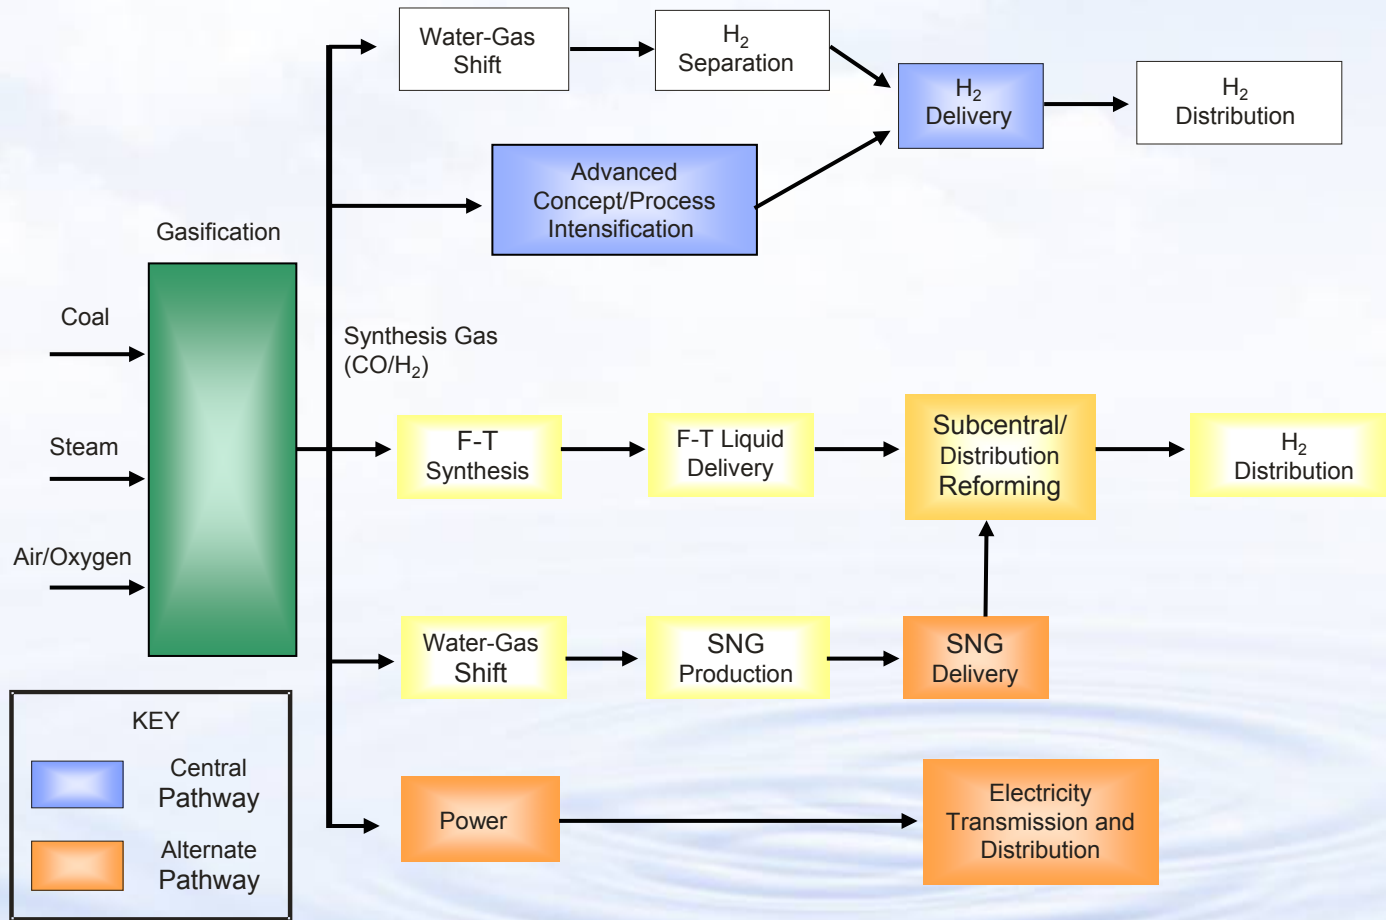 Water-Gas
Shift
H₂
Separation
H₂
Delivery
H₂
Distribution
Advanced
Concept/Process
Intensification
Gasification
Coal
Steam
Air/Oxygen
Synthesis Gas
(CO/H₂)
F-T
Synthesis
F-T Liquid
Delivery
Subcentral/
Distribution
Reforming
H₂
Distribution
Water-Gas
Shift
SNG
Production
SNG
Delivery
Power
Electricity
Transmission and
Distribution
KEY
Central
Pathway
Alternate
Pathway